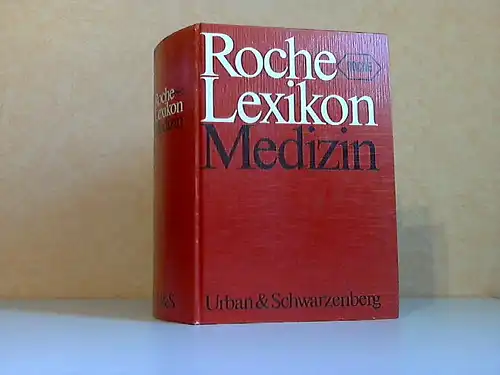 Roche
ROCHE
Lexikon
Medizin
Urban & Schwarzenberg
Roche
Lexikon
Medizin
U&S